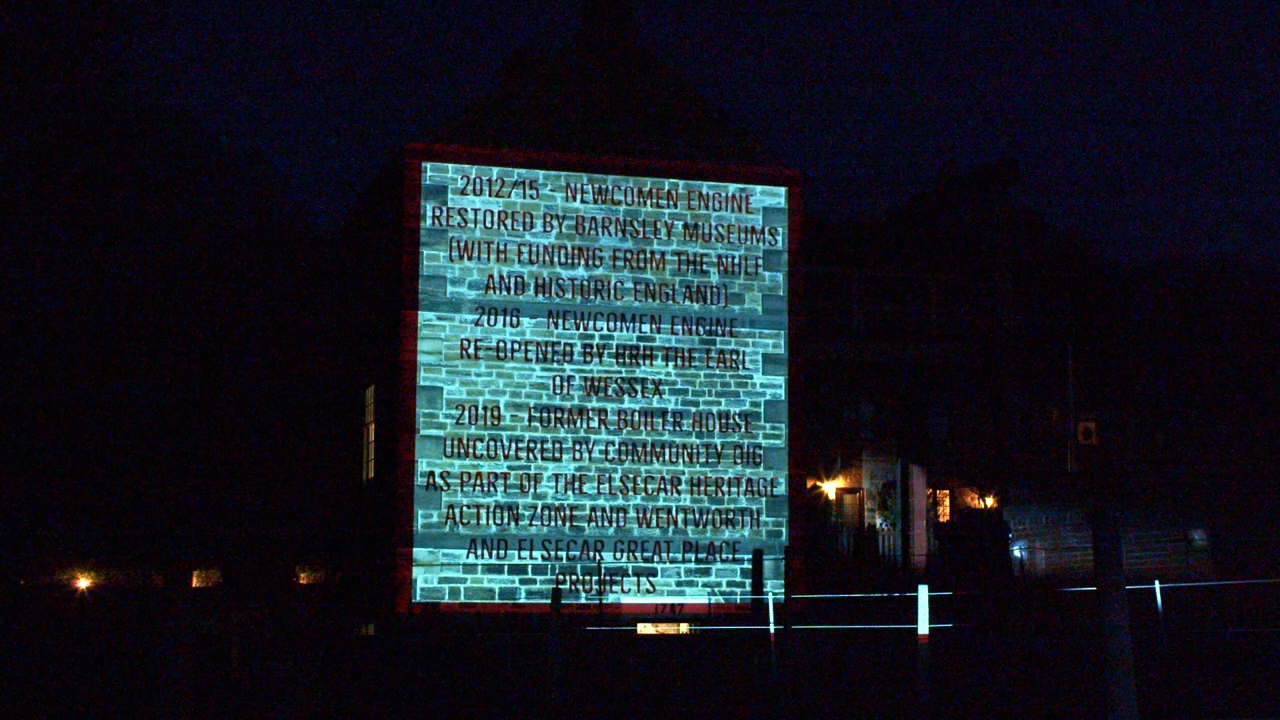 2012/15 - NEWCOMEN ENGINE
RESTORED BY BARNSLEY MUSEUMS
(WITH FUNDING FROM THE NHLF
AND HISTORIC ENGLAND)
2016 - NEWCOMEN ENGINE
RE-OPENED BY HRH THE EARL
OF WESSEX
2019 - FORMER BOILER HOUSE
UNCOVERED BY COMMUNITY DIG
AS PART OF THE ELSECAR HERITAGE
ACTION ZONE AND WENTWORTH
AND ELSECAR GREAT PLACE
PROJECTS